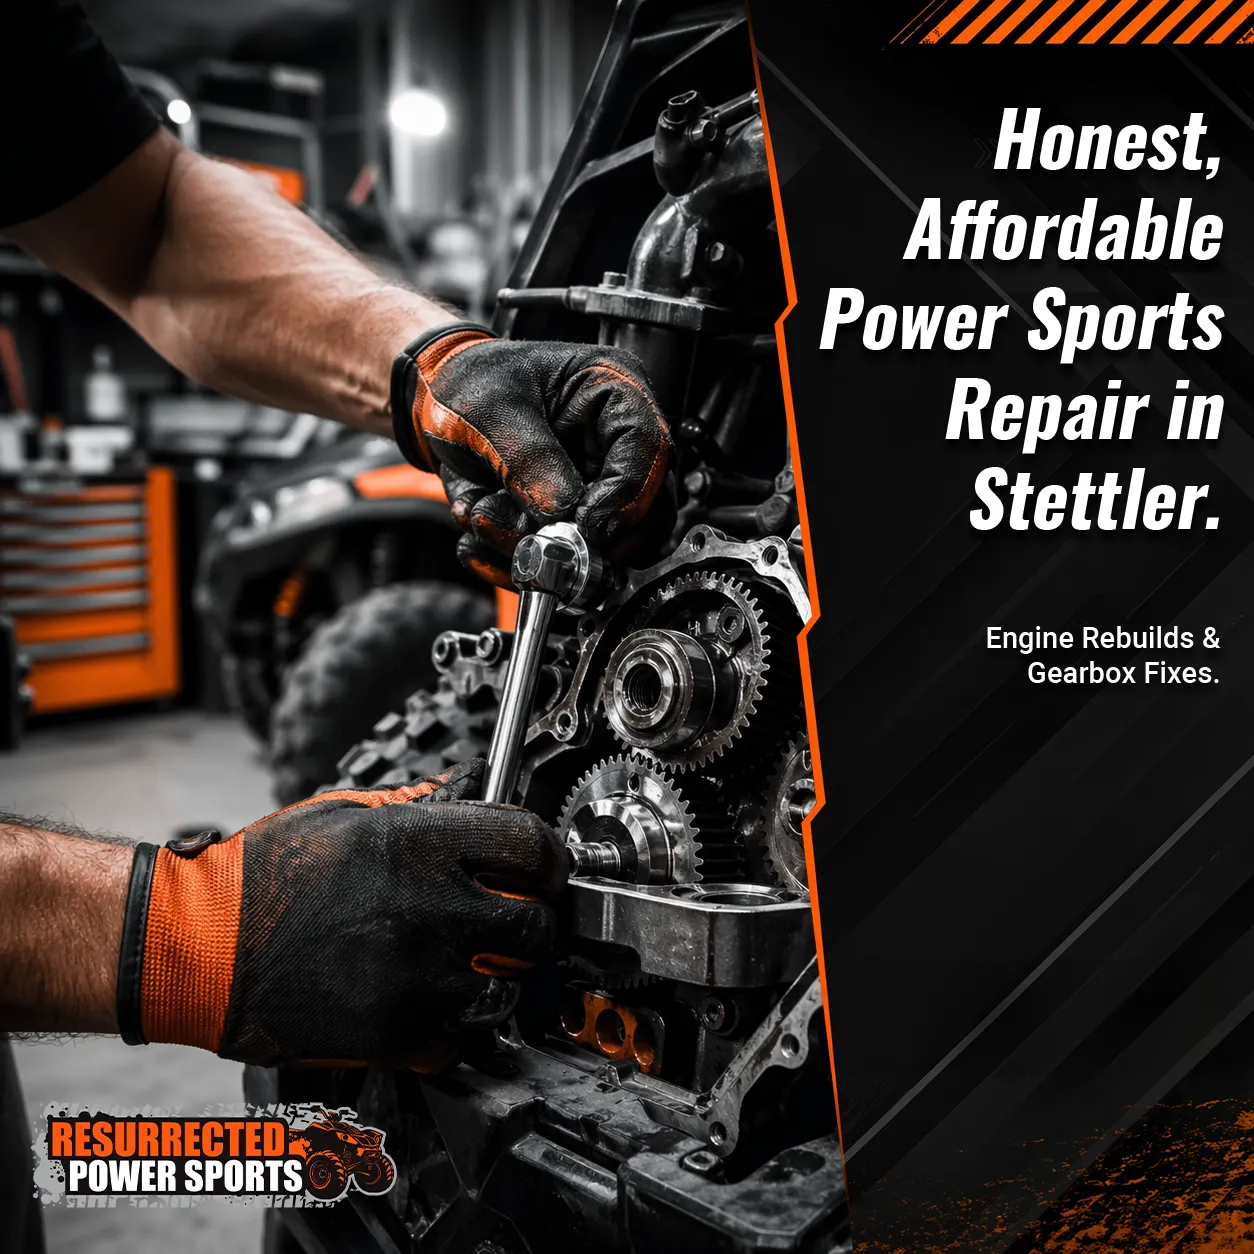 Honest,
Affordable
Power Sports
Repair in
Stettler.
Engine Rebuilds &
Gearbox Fixes.
RESURRECTED
POWER SPORTS